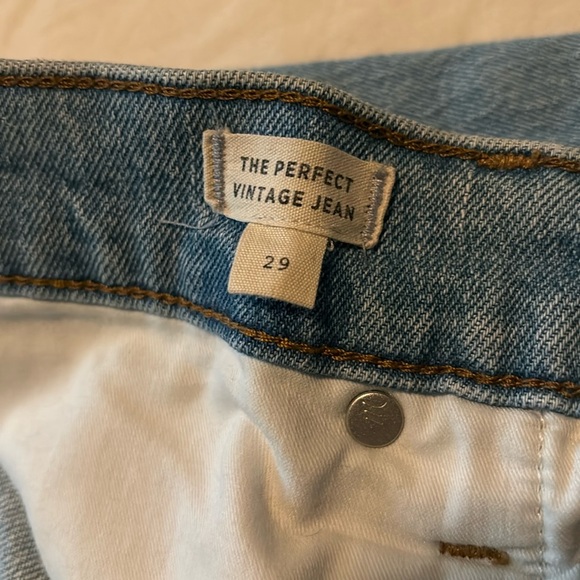 THE PERFECT
VINTAGE JEAN
29